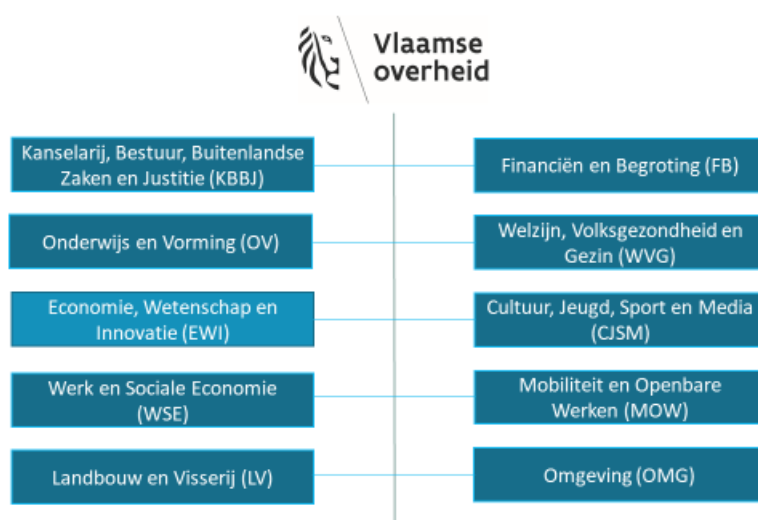 Vlaamse
overheid
Kanselarij, Bestuur, Buitenlandse
Zaken en Justitie (KBBJ)
Financiën en Begroting (FB)
Onderwijs en Vorming (OV)
Welzijn, Volksgezondheid en
Gezin (WVG)
Economie, Wetenschap en
Innovatie (EWI)
Cultuur, Jeugd, Sport en Media
(CJSM)
Werk en Sociale Economie
(WSE)
Mobiliteit en Openbare
Werken (MOW)
Landbouw en Visserij (LV)
Omgeving (OMG)